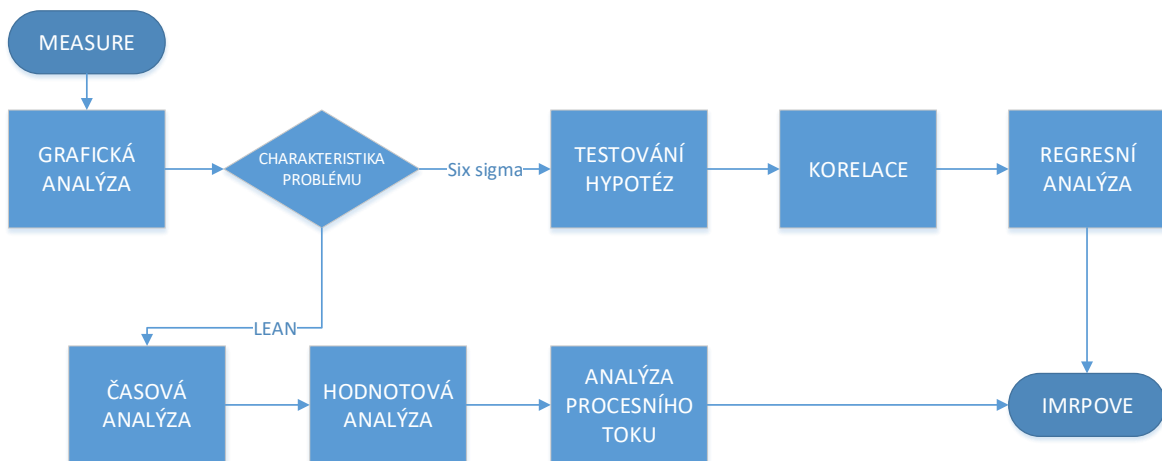 MEASURE
GRAFICKÁ
ANALÝZA
CHARAKTERISTIKA
PROBLÉMU
Six sigma
TESTOVÁNÍ
HYPOTÉZ
KORELACE
REGRESNÍ
ANALÝZA
LEAN
ČASOVÁ
ANALÝZA
HODNOTOVÁ
ANALÝZA
ANALÝZA
PROCESNÍHO
TOKU
IMRPOVE